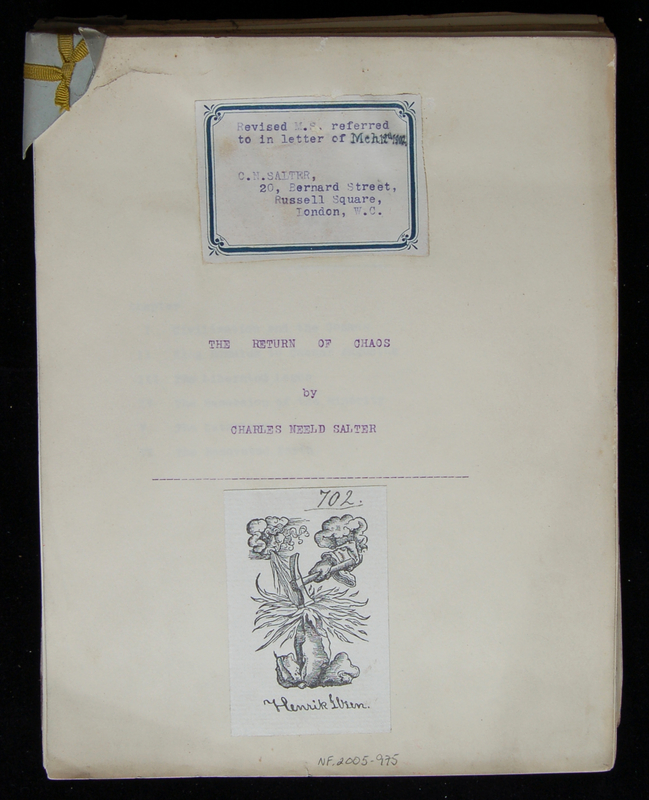 Revised M.S. referred
to in letter of
C.H.SALTER,
20, Bernard Street,
Russell Square,
London, W.C.
THE RETURN OF CHAOS
by
CHARLES HEELD SALTER
702.
Henrik Ibsen.
NF.2005-975